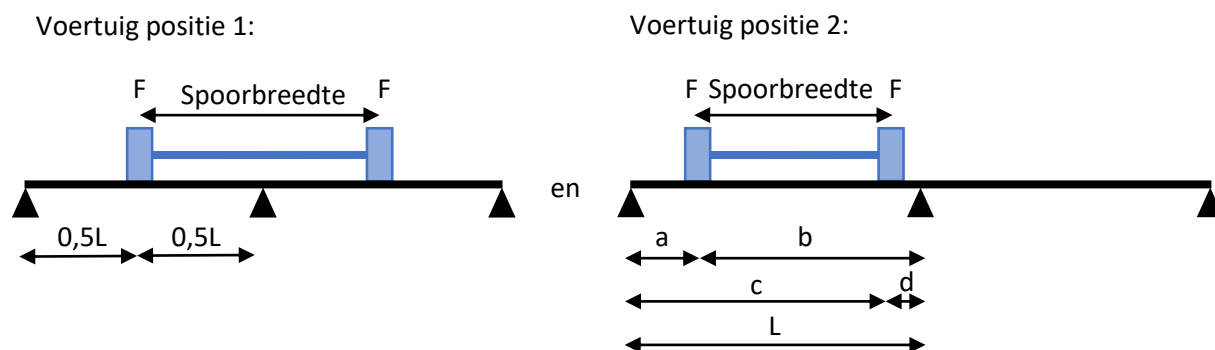 Voertuig positie 1:
F Spoorbreedte F
0,5L 0,5L
en
Voertuig positie 2:
F Spoorbreedte F
a b
c d
L